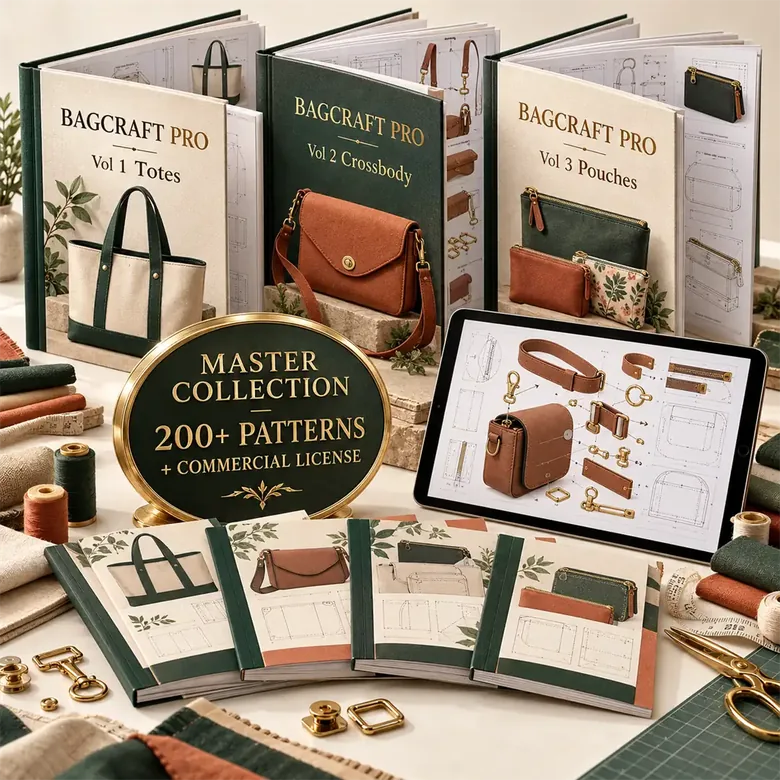 BAGCRAFT PRO
Vol 1 Totes
BAGCRAFT PRO
Vol 2 Crossbody
BAGCRAFT PRO
Vol 3 Pouches
MASTER
COLLECTION
200+ PATTERNS
+ COMMERCIAL LICENSE